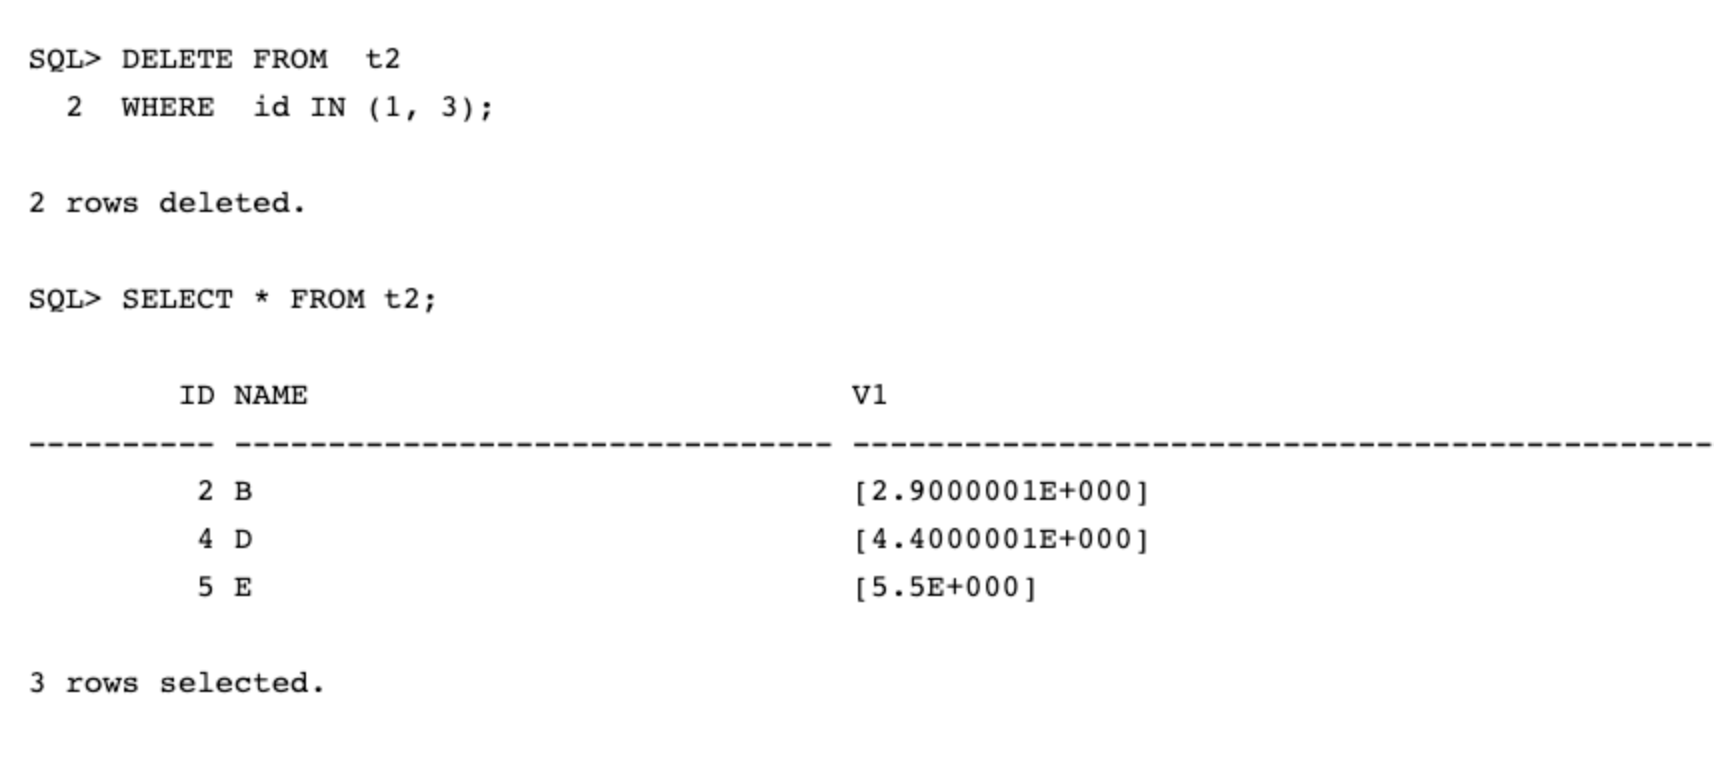 SQL> DELETE FROM  t2
  2  WHERE  id IN (1, 3);
2 rows deleted.
SQL> SELECT * FROM t2;
        ID NAME                             V1
---------- -------------------------------- ----------------------------------------------
         2 B                                [2.9000001E+000]
         4 D                                [4.4000001E+000]
         5 E                                [5.5E+000]
3 rows selected.